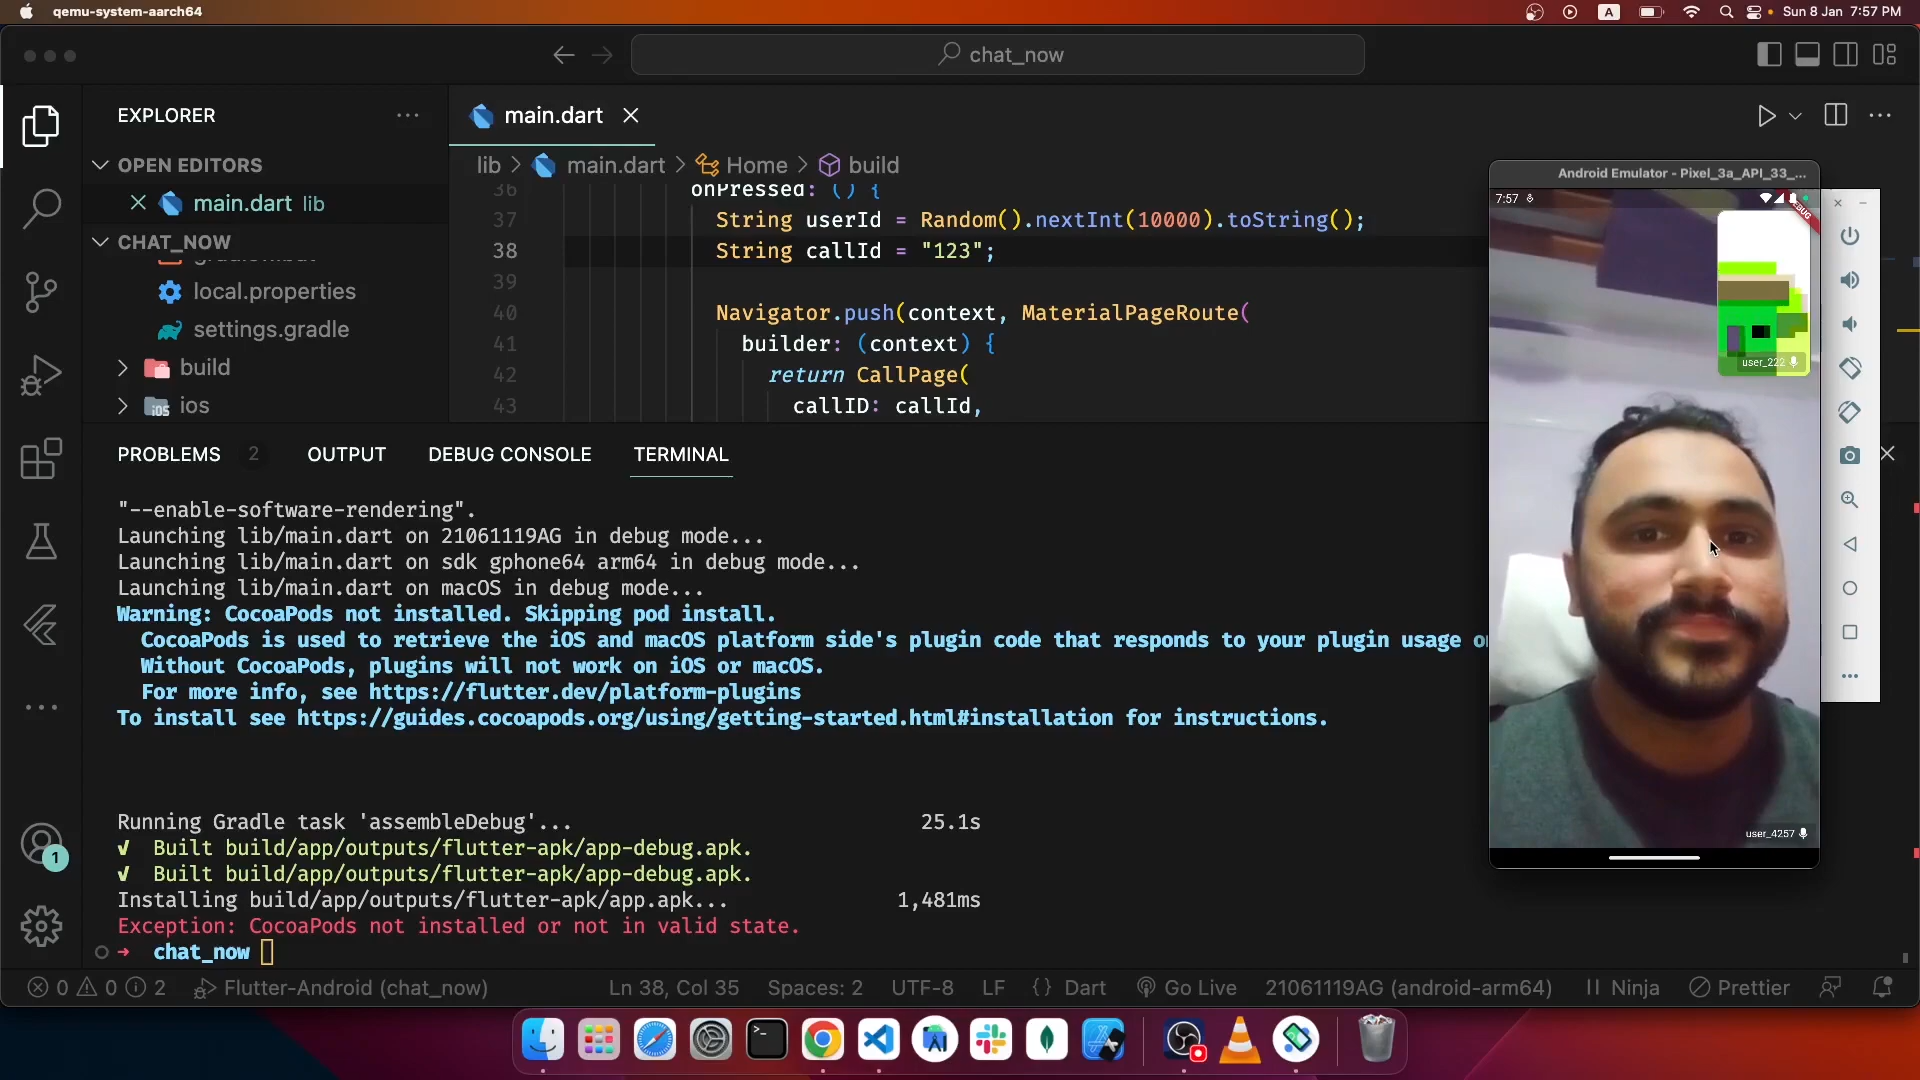 qemu-system-aarch64
A
Sun 8 Jan 7:57 PM
chat_now
EXPLORER
main.dart
OPEN EDITORS
main.dart lib
CHAT_NOW
local.properties
settings.gradle
build
ios
lib > main.dart > Home > build
36 onPressed: () {
37 String userId = Random().nextInt(10000).toString();
38 String callId = "123";
39
40 Navigator.push(context, MaterialPageRoute(
41 builder: (context) {
42 return CallPage(
43 callID: callId,
PROBLEMS 2 OUTPUT DEBUG CONSOLE TERMINAL
"--enable-software-rendering".
Launching lib/main.dart on 21061119AG in debug mode...
Launching lib/main.dart on sdk gphone64 arm64 in debug mode...
Launching lib/main.dart on macOS in debug mode...
Warning: CocoaPods not installed. Skipping pod install.
CocoaPods is used to retrieve the iOS and macOS platform side's plugin code that responds to your plugin usage
Without CocoaPods, plugins will not work on iOS or macOS.
For more info, see https://flutter.dev/platform-plugins
To install see https://guides.cocoapods.org/using/getting-started.html#installation for instructions.
Running Gradle task 'assembleDebug'... 25.1s
✓ Built build/app/outputs/flutter-apk/app-debug.apk.
✓ Built build/app/outputs/flutter-apk/app-debug.apk.
Installing build/app/outputs/flutter-apk/app.apk... 1,481ms
Exception: CocoaPods not installed or not in valid state.
→ chat_now
1
0 0 2 Flutter-Android (chat_now) Ln 38, Col 35 Spaces: 2 UTF-8 LF {} Dart Go Live 21061119AG (android-arm64) Ninja Prettier
Android Emulator - Pixel_3a_API_33_...
7:57
DEBUG
user_222
user_4257